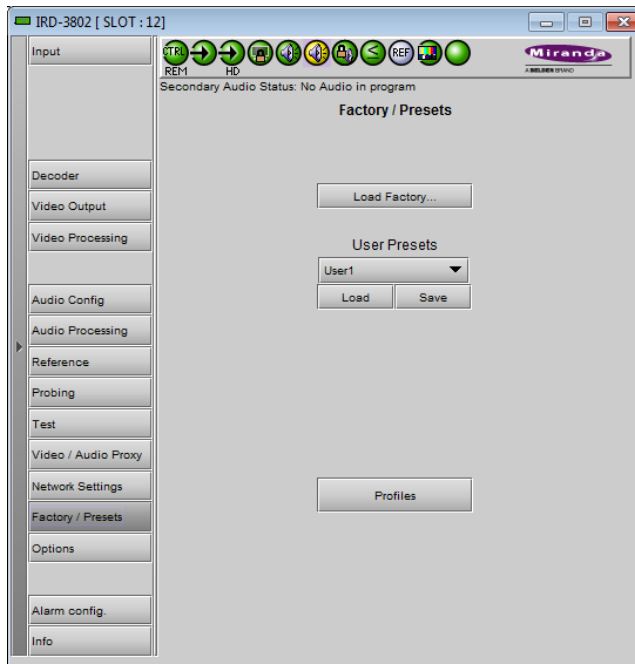 IRD-3802 [ SLOT : 12]
Input
CTRL
REF
REM
HD
Miranda
A BELDEN BRAND
Secondary Audio Status: No Audio in program
Factory / Presets
Decoder
Load Factory...
Video Output
Video Processing
User Presets
User1
Audio Config
Load
Save
Audio Processing
Reference
Probing
Test
Video / Audio Proxy
Network Settings
Profiles
Factory / Presets
Options
Alarm config.
Info